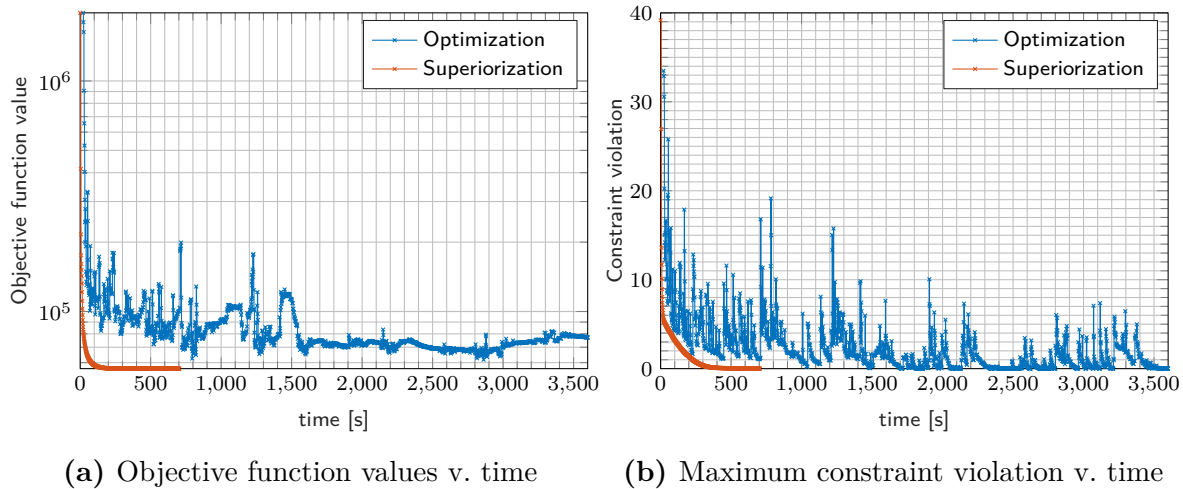 Optimization
Superiorization
10^6
10^5
Objective function value
0 500 1,000 1,500 2,000 2,500 3,000 3,500
time [s]
(a) Objective function values v. time
Optimization
Superiorization
40
30
20
10
0
Constraint violation
0 500 1,000 1,500 2,000 2,500 3,000 3,500
time [s]
(b) Maximum constraint violation v. time